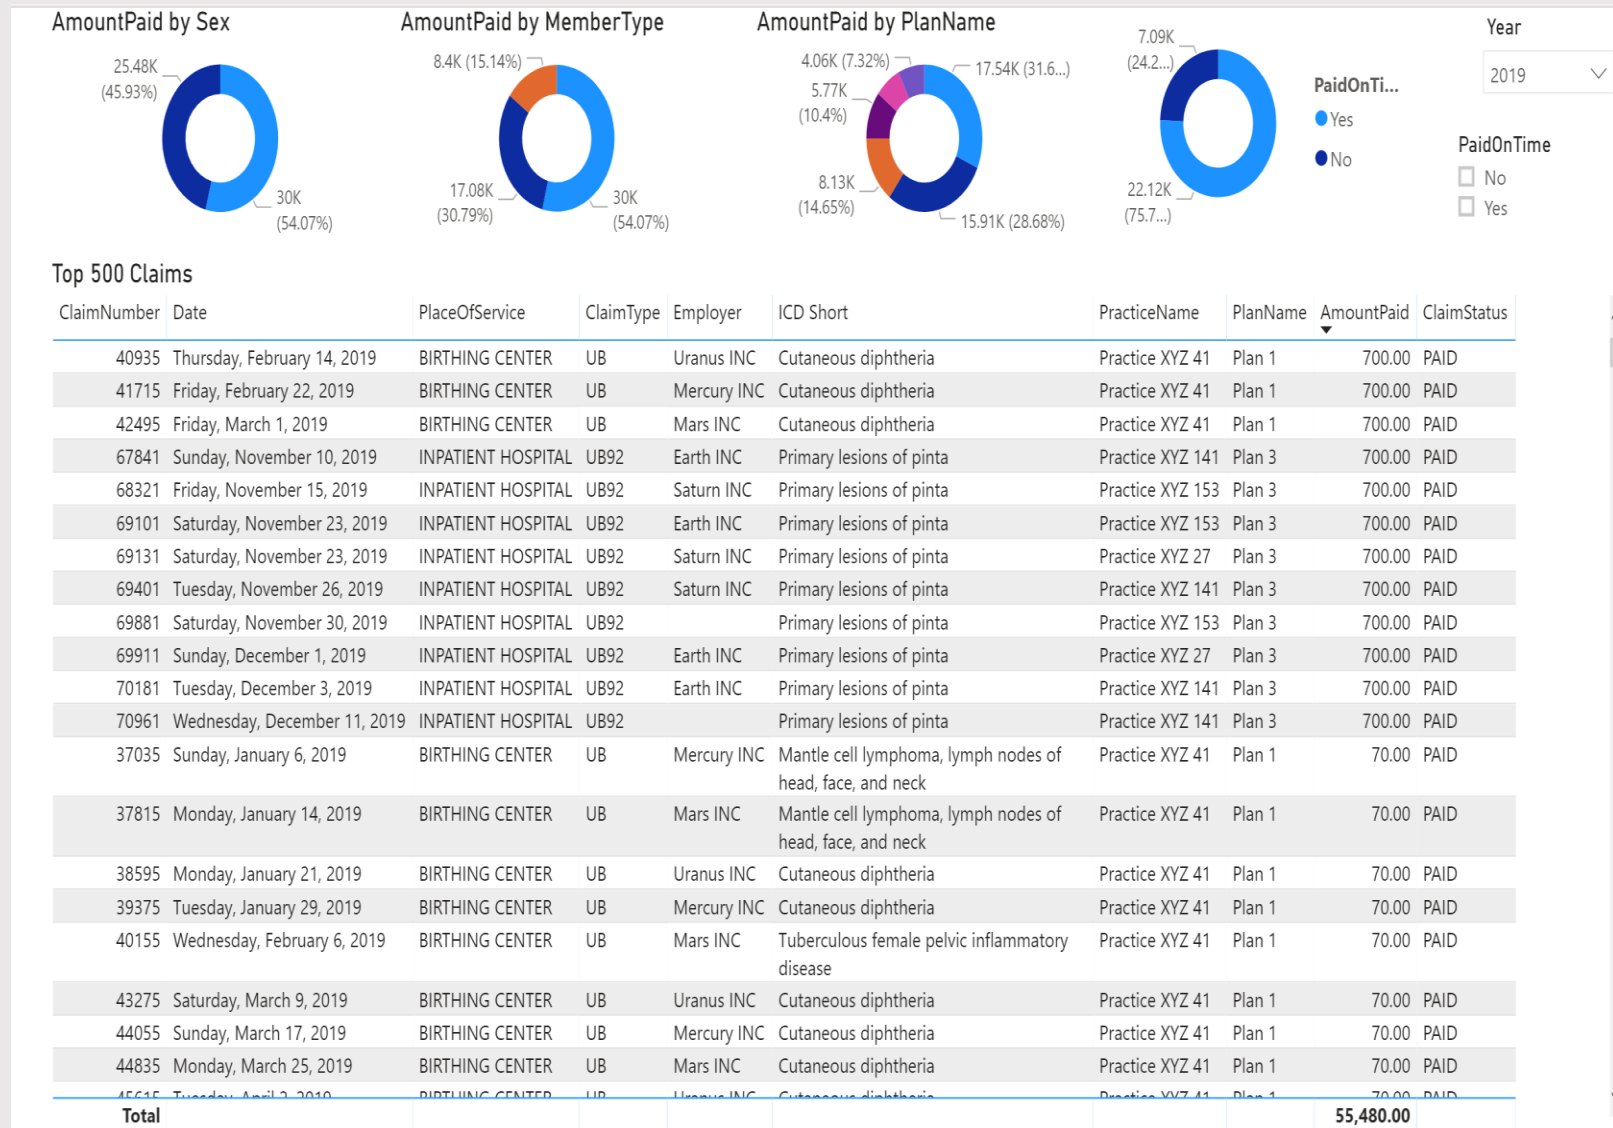 AmountPaid by Sex
25.48K
(45.93%)
30K
(54.07%)
AmountPaid by MemberType
8.4K (15.14%)
17.08K
(30.79%)
30K
(54.07%)
AmountPaid by PlanName
4.06K (7.32%)
17.54K (31.6...)
5.77K
(10.4%)
8.13K
(14.65%)
15.91K (28.68%)
7.09K
(24.2...)
22.12K
(75.7...)
PaidOnTi...
Yes
No
Year
2019
PaidOnTime
No
Yes
Top 500 Claims
ClaimNumber Date PlaceOfService ClaimType Employer ICD Short PracticeName PlanName AmountPaid ClaimStatus
40935 Thursday, February 14, 2019 BIRTHING CENTER UB Uranus INC Cutaneous diphtheria Practice XYZ 41 Plan 1 700.00 PAID
41715 Friday, February 22, 2019 BIRTHING CENTER UB Mercury INC Cutaneous diphtheria Practice XYZ 41 Plan 1 700.00 PAID
42495 Friday, March 1, 2019 BIRTHING CENTER UB Mars INC Cutaneous diphtheria Practice XYZ 41 Plan 1 700.00 PAID
67841 Sunday, November 10, 2019 INPATIENT HOSPITAL UB92 Earth INC Primary lesions of pinta Practice XYZ 141 Plan 3 700.00 PAID
68321 Friday, November 15, 2019 INPATIENT HOSPITAL UB92 Saturn INC Primary lesions of pinta Practice XYZ 153 Plan 3 700.00 PAID
69101 Saturday, November 23, 2019 INPATIENT HOSPITAL UB92 Earth INC Primary lesions of pinta Practice XYZ 153 Plan 3 700.00 PAID
69131 Saturday, November 23, 2019 INPATIENT HOSPITAL UB92 Saturn INC Primary lesions of pinta Practice XYZ 27 Plan 3 700.00 PAID
69401 Tuesday, November 26, 2019 INPATIENT HOSPITAL UB92 Saturn INC Primary lesions of pinta Practice XYZ 141 Plan 3 700.00 PAID
69881 Saturday, November 30, 2019 INPATIENT HOSPITAL UB92 Primary lesions of pinta Practice XYZ 153 Plan 3 700.00 PAID
69911 Sunday, December 1, 2019 INPATIENT HOSPITAL UB92 Earth INC Primary lesions of pinta Practice XYZ 27 Plan 3 700.00 PAID
70181 Tuesday, December 3, 2019 INPATIENT HOSPITAL UB92 Earth INC Primary lesions of pinta Practice XYZ 141 Plan 3 700.00 PAID
70961 Wednesday, December 11, 2019 INPATIENT HOSPITAL UB92 Primary lesions of pinta Practice XYZ 141 Plan 3 700.00 PAID
37035 Sunday, January 6, 2019 BIRTHING CENTER UB Mercury INC Mantle cell lymphoma, lymph nodes of Practice XYZ 41 Plan 1 70.00 PAID
head, face, and neck
37815 Monday, January 14, 2019 BIRTHING CENTER UB Mars INC Mantle cell lymphoma, lymph nodes of Practice XYZ 41 Plan 1 70.00 PAID
head, face, and neck
38595 Monday, January 21, 2019 BIRTHING CENTER UB Uranus INC Cutaneous diphtheria Practice XYZ 41 Plan 1 70.00 PAID
39375 Tuesday, January 29, 2019 BIRTHING CENTER UB Mercury INC Cutaneous diphtheria Practice XYZ 41 Plan 1 70.00 PAID
40155 Wednesday, February 6, 2019 BIRTHING CENTER UB Mars INC Tuberculous female pelvic inflammatory Practice XYZ 41 Plan 1 70.00 PAID
disease
43275 Saturday, March 9, 2019 BIRTHING CENTER UB Uranus INC Cutaneous diphtheria Practice XYZ 41 Plan 1 70.00 PAID
44055 Sunday, March 17, 2019 BIRTHING CENTER UB Mercury INC Cutaneous diphtheria Practice XYZ 41 Plan 1 70.00 PAID
44835 Monday, March 25, 2019 BIRTHING CENTER UB Mars INC Cutaneous diphtheria Practice XYZ 41 Plan 1 70.00 PAID
Total 55,480.00